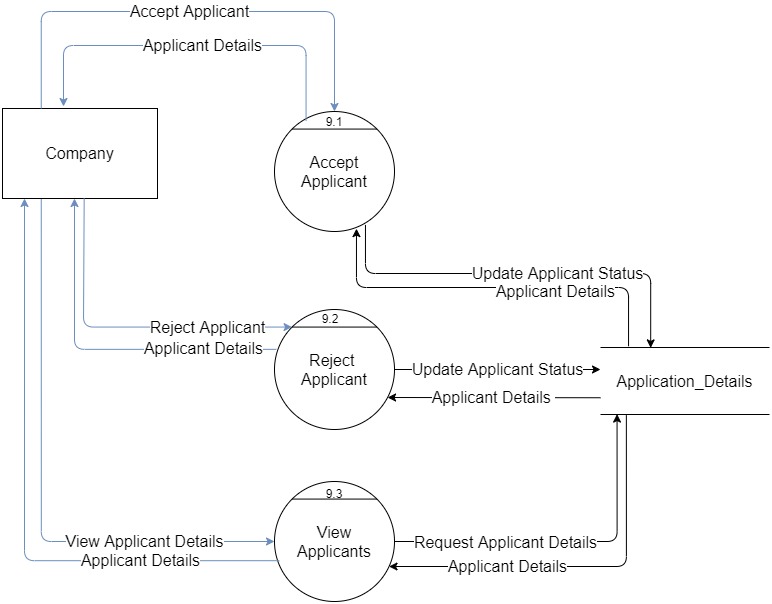 Accept Applicant
Applicant Details
9.1
Company
Accept
Applicant
Update Applicant Status
Applicant Details
9.2
Reject Applicant
Applicant Details
Reject
Applicant
Update Applicant Status
Applicant Details
Application_Details
9.3
View Applicant Details
Applicant Details
View
Applicants
Request Applicant Details
Applicant Details